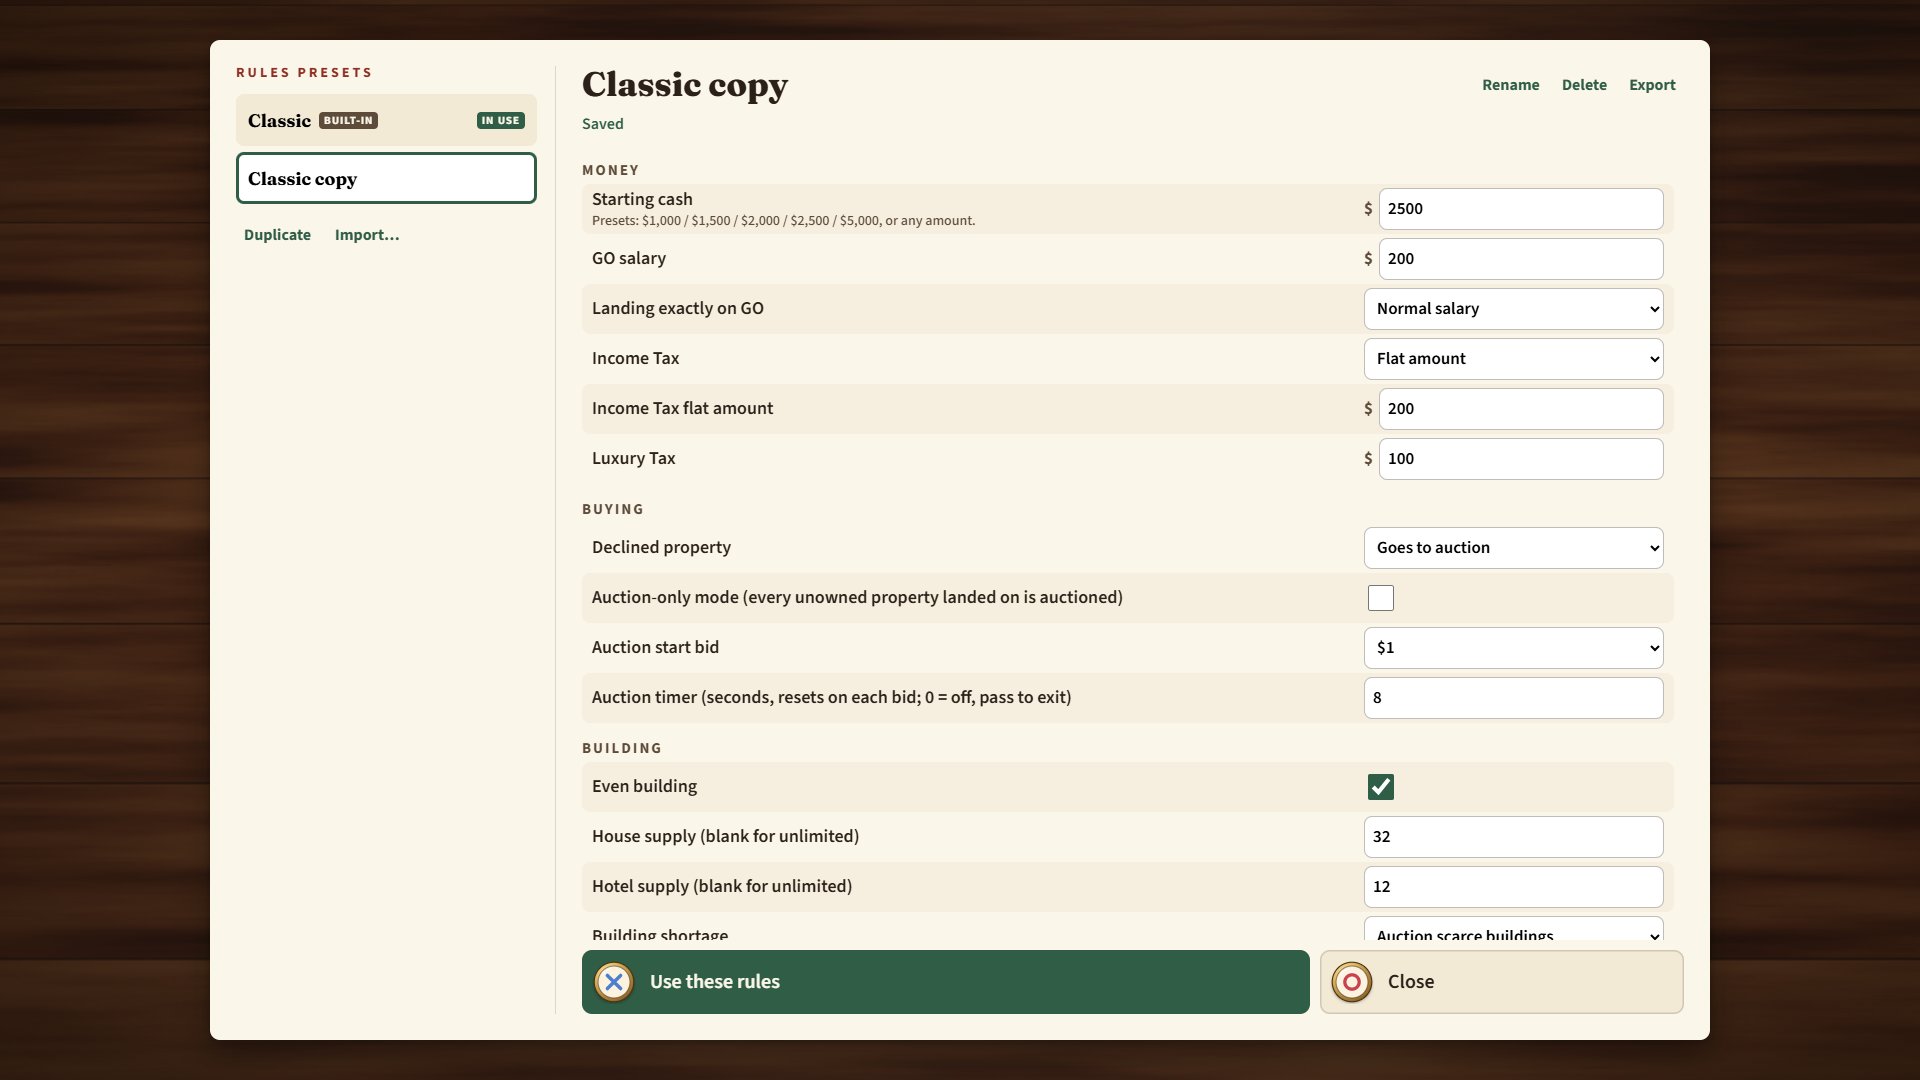 RULES PRESETS
Classic BUILT-IN IN USE
Classic copy
Duplicate Import...
Classic copy
Rename Delete Export
Saved
MONEY
Starting cash
Presets: $1,000 / $1,500 / $2,000 / $2,500 / $5,000, or any amount.
$ 2500
GO salary $ 200
Landing exactly on GO Normal salary
Income Tax Flat amount
Income Tax flat amount $ 200
Luxury Tax $ 100
BUYING
Declined property Goes to auction
Auction-only mode (every unowned property landed on is auctioned)
Auction start bid $1
Auction timer (seconds, resets on each bid; 0 = off, pass to exit) 8
BUILDING
Even building
House supply (blank for unlimited) 32
Hotel supply (blank for unlimited) 12
Building shortage Auction scarce buildings
Use these rules
Close